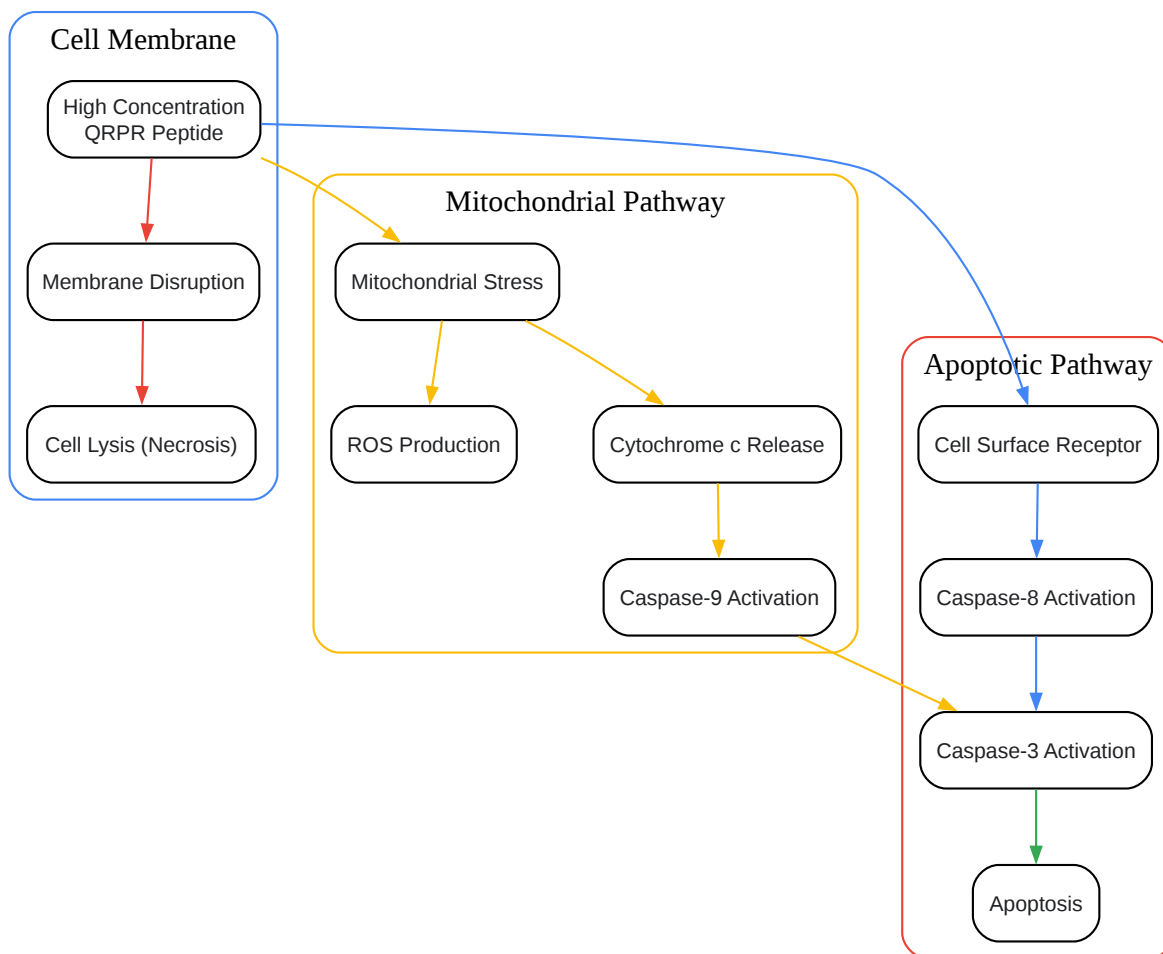 Cell Membrane
High Concentration
QRPR Peptide
Membrane Disruption
Cell Lysis (Necrosis)
Mitochondrial Pathway
Mitochondrial Stress
ROS Production
Cytochrome c Release
Caspase-9 Activation
Apoptotic Pathway
Cell Surface Receptor
Caspase-8 Activation
Caspase-3 Activation
Apoptosis